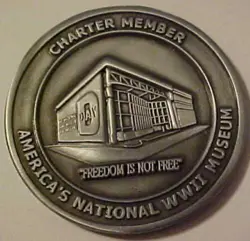 CHARTER MEMBER
"FREEDOM IS NOT FREE"
AMERICA'S NATIONAL WWII MUSEUM